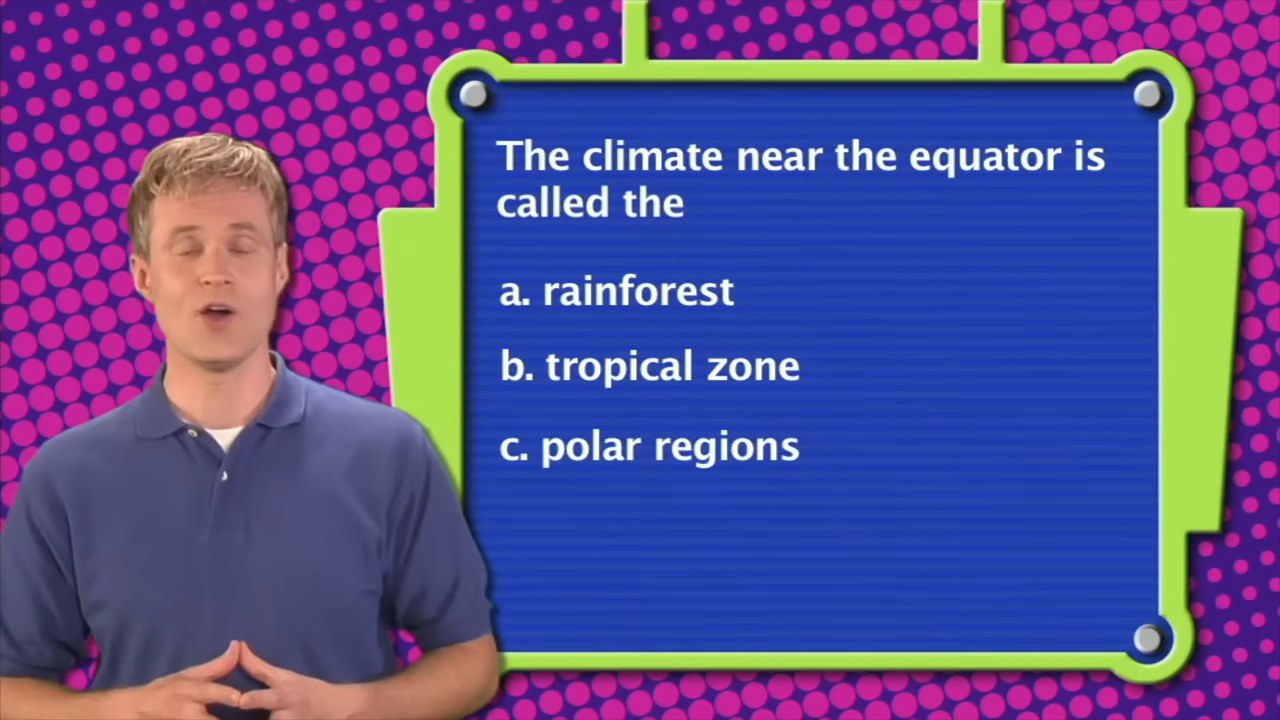 The climate near the equator is
called the
a. rainforest
b. tropical zone
c. polar regions